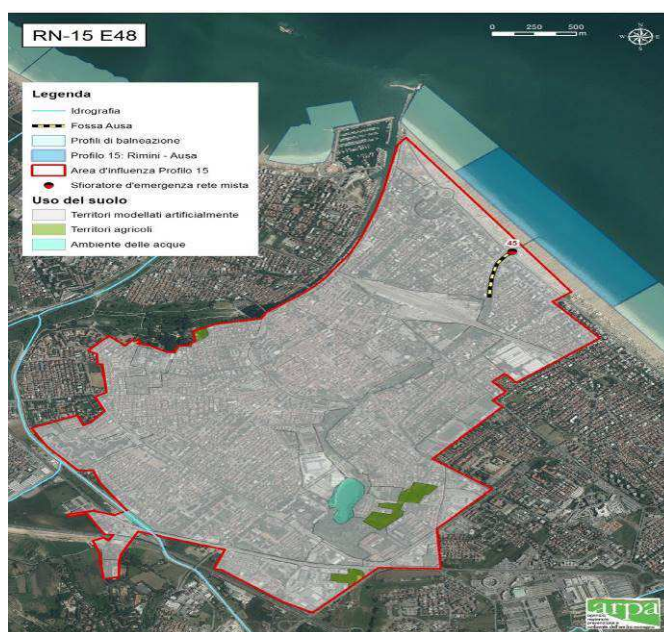 RN-15 E48
0 250 500
m
N
W E
S
Legenda
Idrografia
Fossa Ausa
Profili di balneazione
Profilo 15: Rimini - Ausa
Area d'influenza Profilo 15
Sfioratore d'emergenza rete mista
Uso del suolo
Territori modellati artificialmente
Territori agricoli
Ambiente delle acque
45
arpa